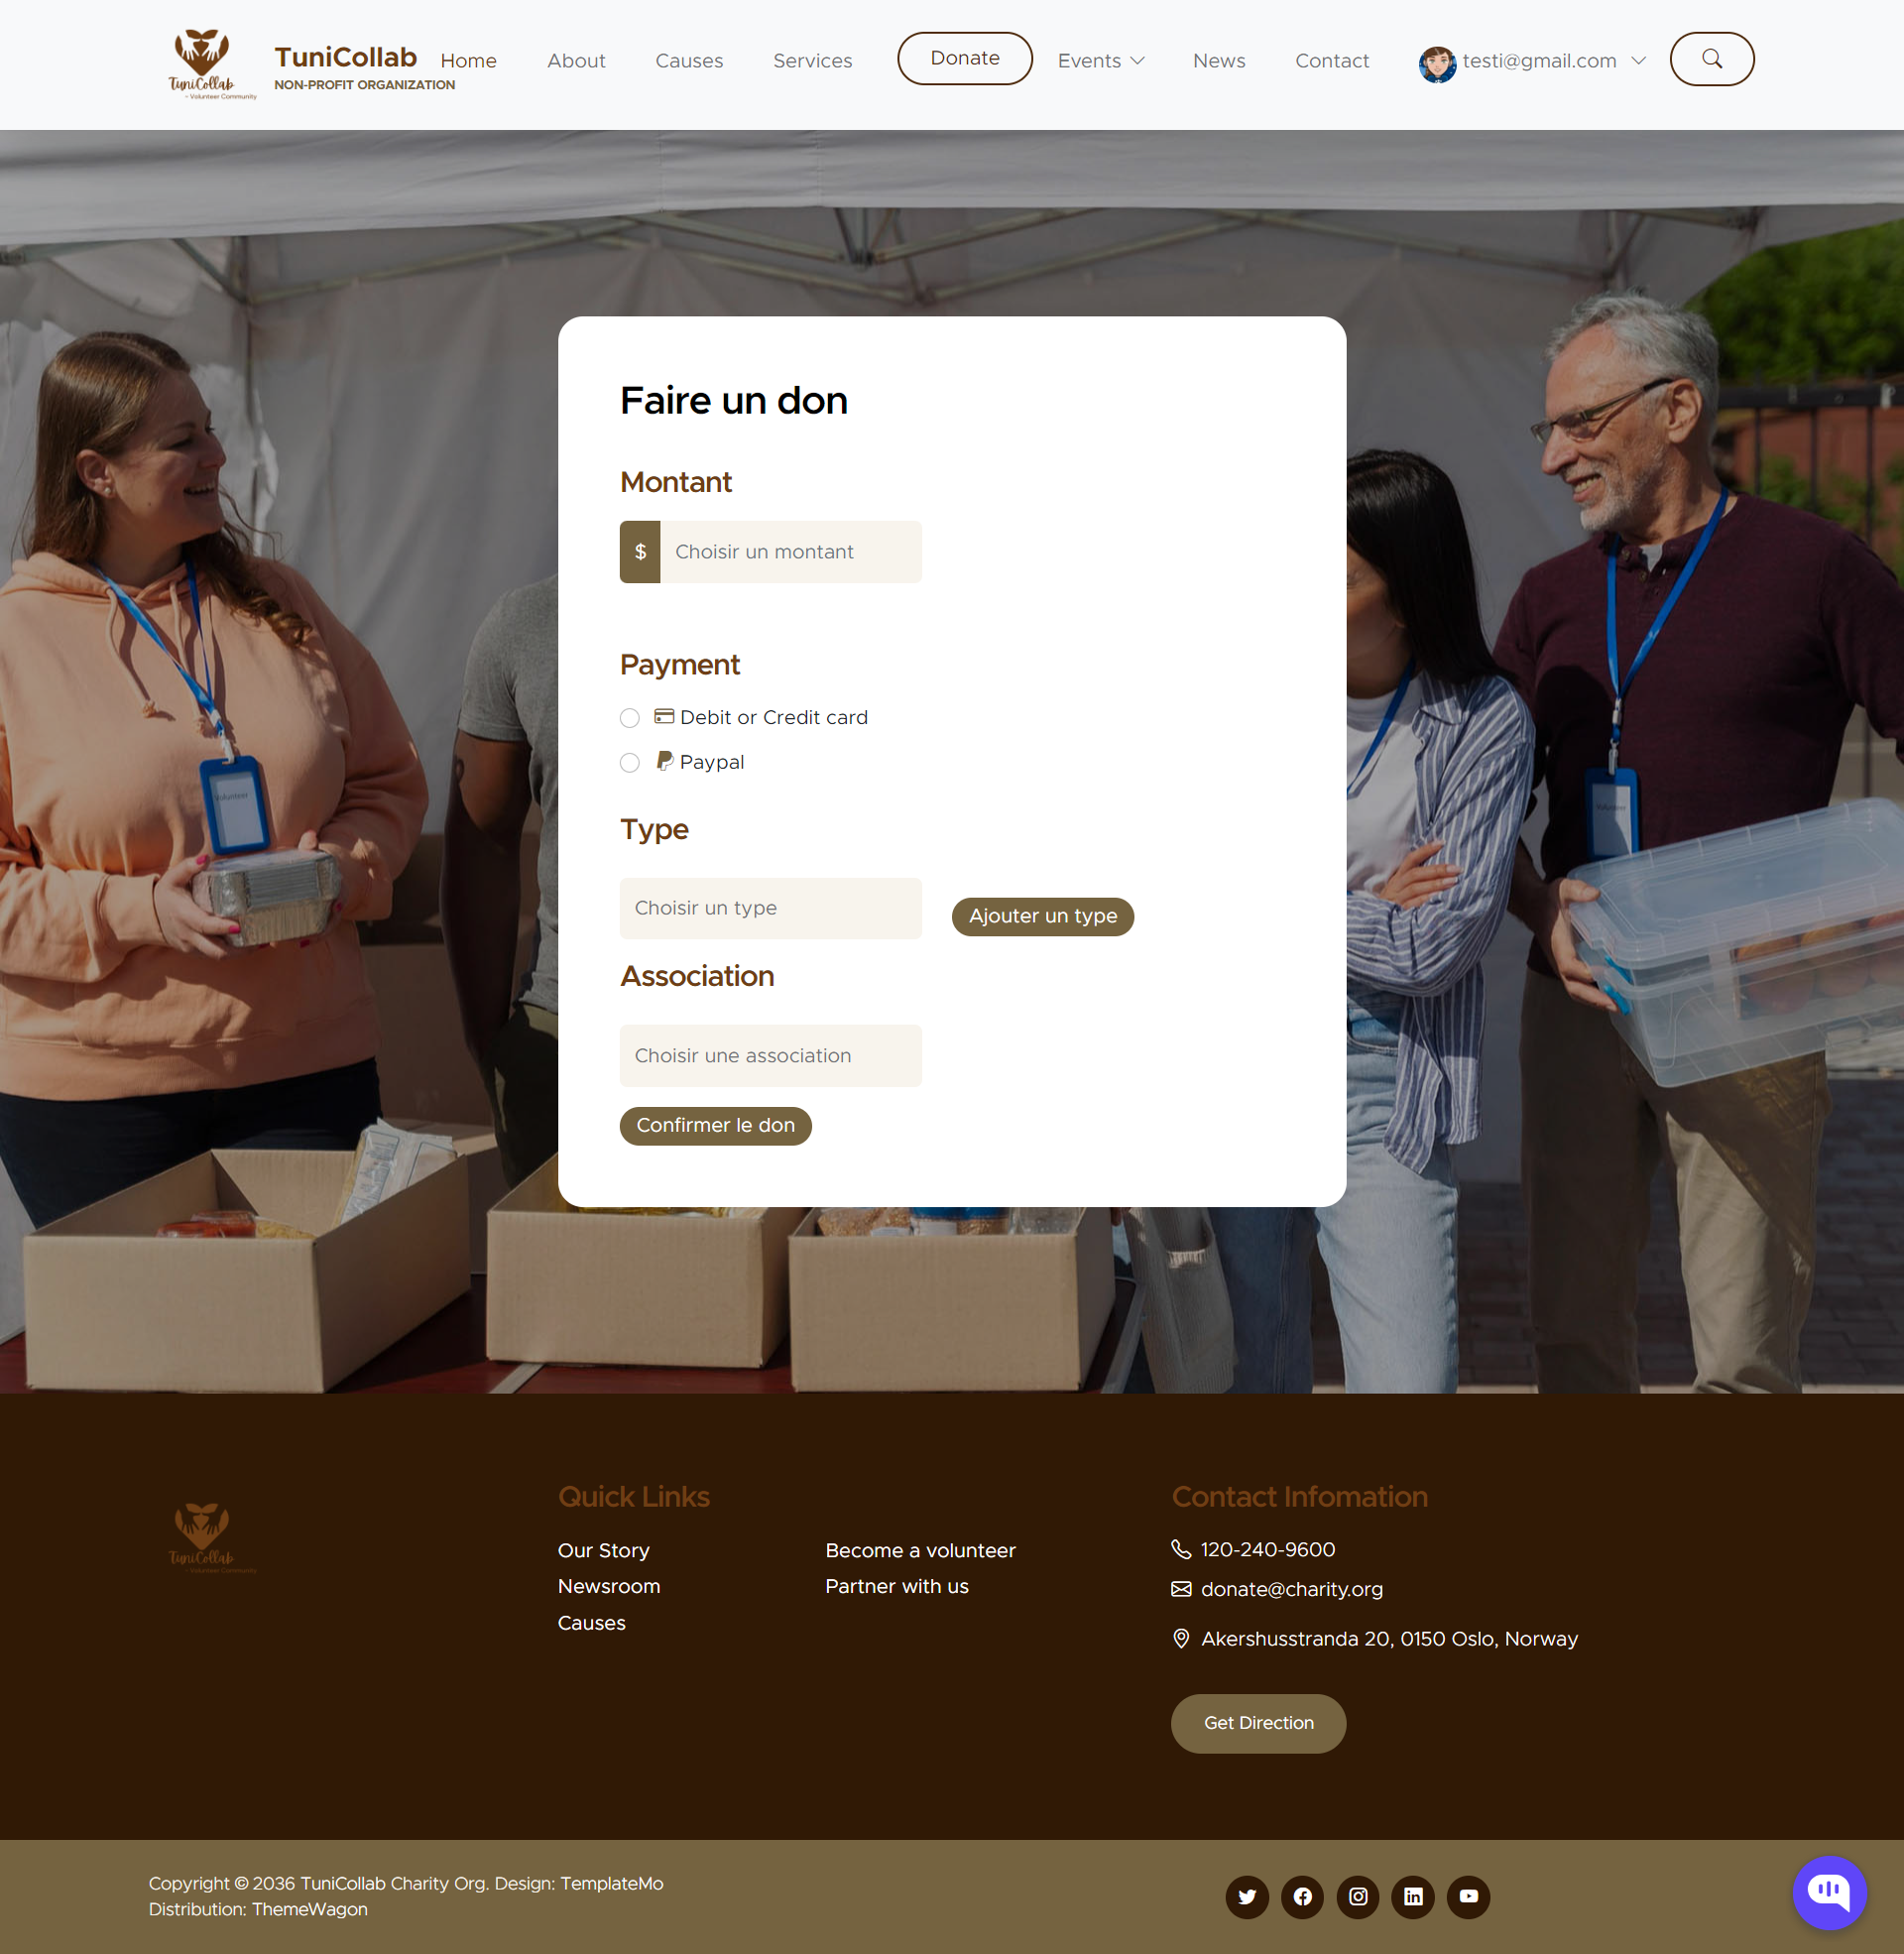 TuniCollab
- Volunteer Community
TuniCollab
NON-PROFIT ORGANIZATION
Home
About
Causes
Services
Donate
Events
News
Contact
testi@gmail.com
Faire un don
Montant
$ Choisir un montant
Payment
Debit or Credit card
Paypal
Type
Choisir un type
Ajouter un type
Association
Choisir une association
Confirmer le don
Volunteer
Volunteer
TuniCollab
- Volunteer Community
Quick Links
Our Story
Newsroom
Causes
Become a volunteer
Partner with us
Contact Infomation
120-240-9600
donate@charity.org
Akershusstranda 20, 0150 Oslo, Norway
Get Direction
Copyright © 2036 TuniCollab Charity Org. Design: TemplateMo
Distribution: ThemeWagon